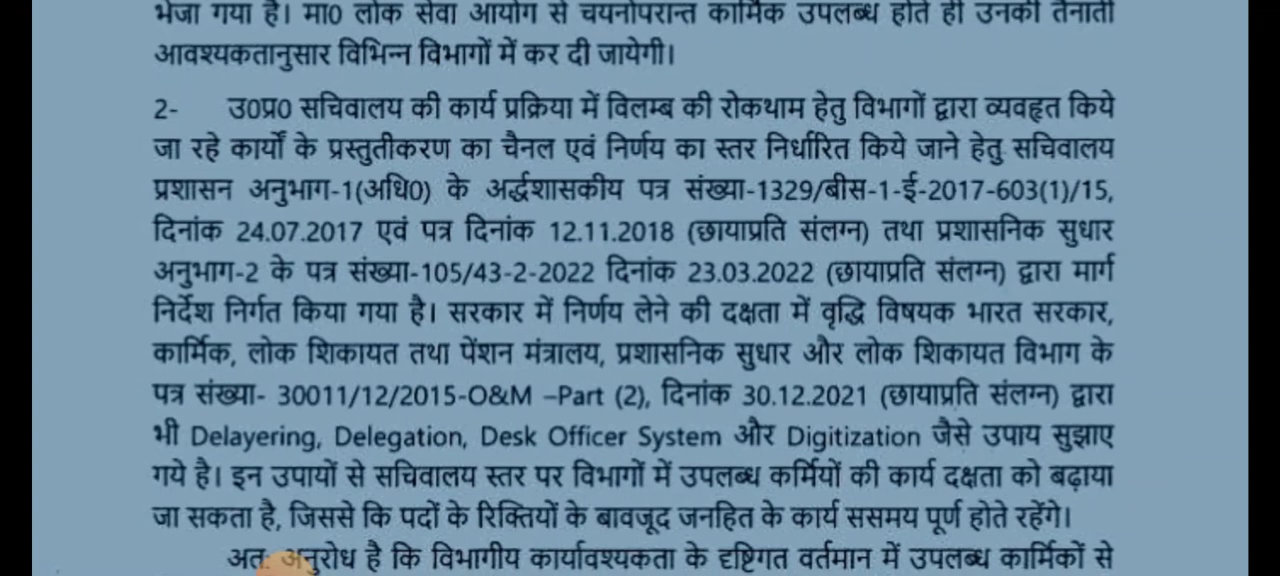 भेजा गया है। मा0 लोक सेवा आयोग से चयनोपरान्त कार्मिक उपलब्ध होते ही उनकी तैनाती
आवश्यकतानुसार विभिन्न विभागों में कर दी जायेगी।
2- उ0प्र0 सचिवालय की कार्य प्रक्रिया में विलम्ब की रोकथाम हेतु विभागों द्वारा व्यवहृत किये
जा रहे कार्यों के प्रस्तुतीकरण का चैनल एवं निर्णय का स्तर निर्धारित किये जाने हेतु सचिवालय
प्रशासन अनुभाग-1(अधि0) के अर्द्धशासकीय पत्र संख्या-1329/बीस-1-ई-2017-603(1)/15,
दिनांक 24.07.2017 एवं पत्र दिनांक 12.11.2018 (छायाप्रति संलग्न) तथा प्रशासनिक सुधार
अनुभाग-2 के पत्र संख्या-105/43-2-2022 दिनांक 23.03.2022 (छायाप्रति संलग्न) द्वारा मार्ग
निर्देश निर्गत किया गया है। सरकार में निर्णय लेने की दक्षता में वृद्धि विषयक भारत सरकार,
कार्मिक, लोक शिकायत तथा पेंशन मंत्रालय, प्रशासनिक सुधार और लोक शिकायत विभाग के
पत्र संख्या- 30011/12/2015-O&M –Part (2), दिनांक 30.12.2021 (छायाप्रति संलग्न) द्वारा
भी Delayering, Delegation, Desk Officer System और Digitization जैसे उपाय सुझाए
गये है। इन उपायों से सचिवालय स्तर पर विभागों में उपलब्ध कर्मियों की कार्य दक्षता को बढ़ाया
जा सकता है, जिससे कि पदों के रिक्तियों के बावजूद जनहित के कार्य ससमय पूर्ण होते रहेंगे।
अतः अनुरोध है कि विभागीय कार्यावश्यकता के दृष्टिगत वर्तमान में उपलब्ध कार्मिकों से